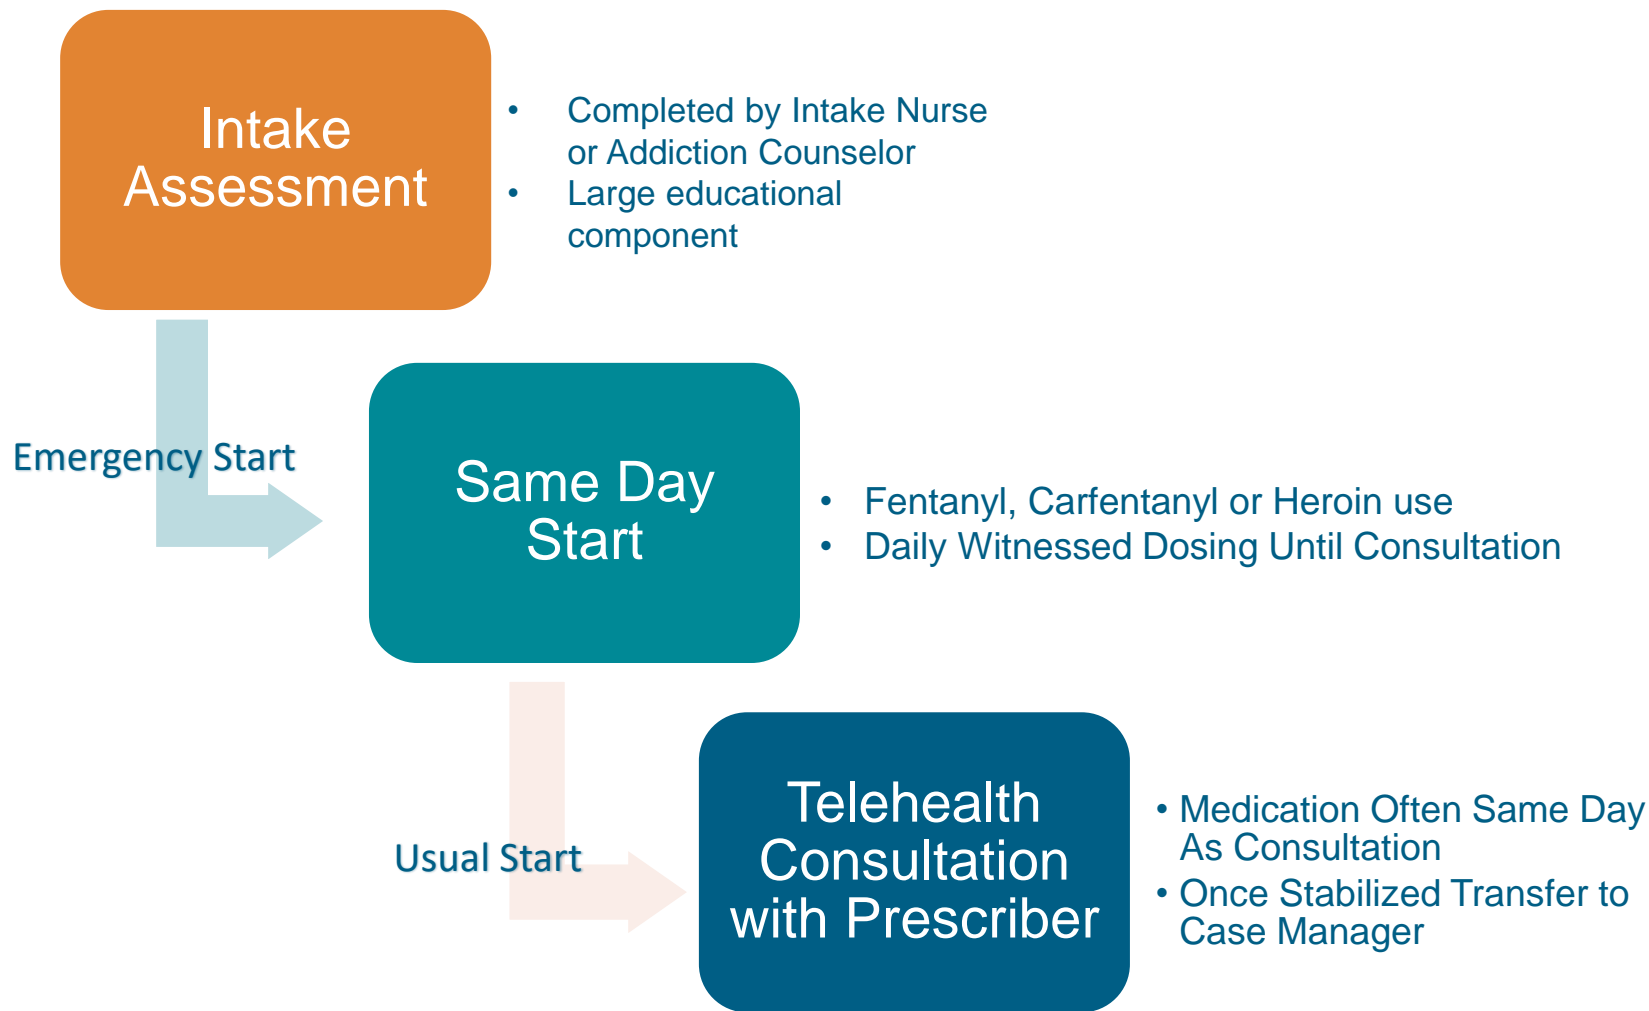 Intake
Assessment
• Completed by Intake Nurse
or Addiction Counselor
• Large educational
component
Emergency Start
Same Day
Start
• Fentanyl, Carfentanyl or Heroin use
• Daily Witnessed Dosing Until Consultation
Usual Start
Telehealth
Consultation
with Prescriber
• Medication Often Same Day
As Consultation
• Once Stabilized Transfer to
Case Manager